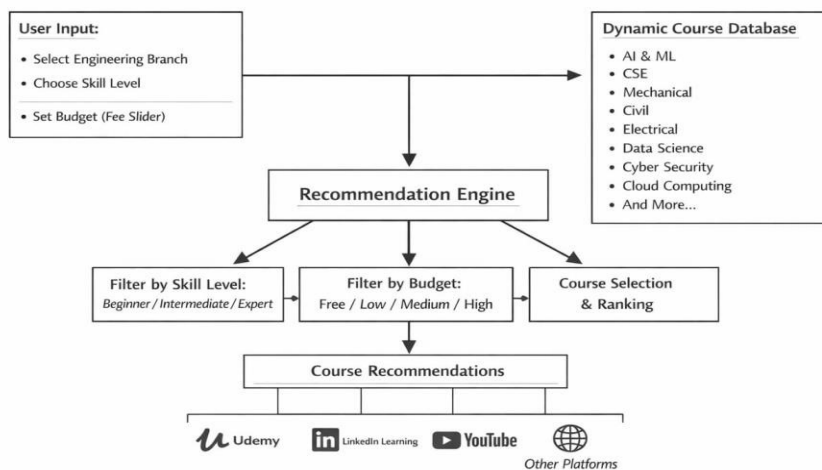 User Input:
• Select Engineering Branch
• Choose Skill Level
• Set Budget (Fee Slider)
Dynamic Course Database
• AI & ML
• CSE
• Mechanical
• Civil
• Electrical
• Data Science
• Cyber Security
• Cloud Computing
• And More...
Recommendation Engine
Filter by Skill Level:
Beginner / Intermediate / Expert
Filter by Budget:
Free / Low / Medium / High
Course Selection
& Ranking
Course Recommendations
Udemy
LinkedIn Learning
YouTube
Other Platforms